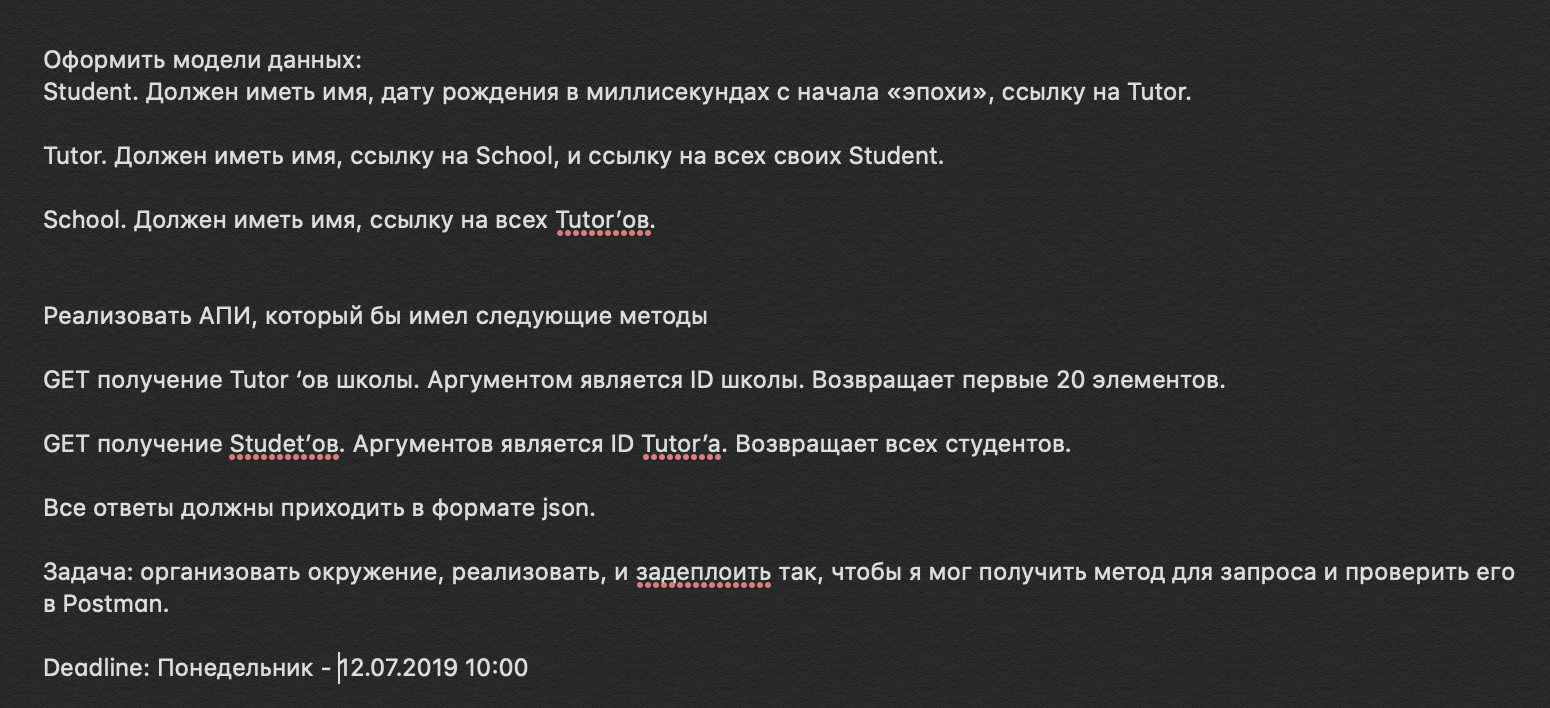 Оформить модели данных:
Student. Должен иметь имя, дату рождения в миллисекундах с начала «эпохи», ссылку на Tutor.
Tutor. Должен иметь имя, ссылку на School, и ссылку на всех своих Student.
School. Должен иметь имя, ссылку на всех Tutor’ов.
Реализовать АПИ, который бы имел следующие методы
GET получение Tutor ‘ов школы. Аргументом является ID школы. Возвращает первые 20 элементов.
GET получение Studet’ов. Аргументов является ID Tutor’а. Возвращает всех студентов.
Все ответы должны приходить в формате json.
Задача: организовать окружение, реализовать, и задеплоить так, чтобы я мог получить метод для запроса и проверить его
в Postman.
Deadline: Понедельник - 12.07.2019 10:00